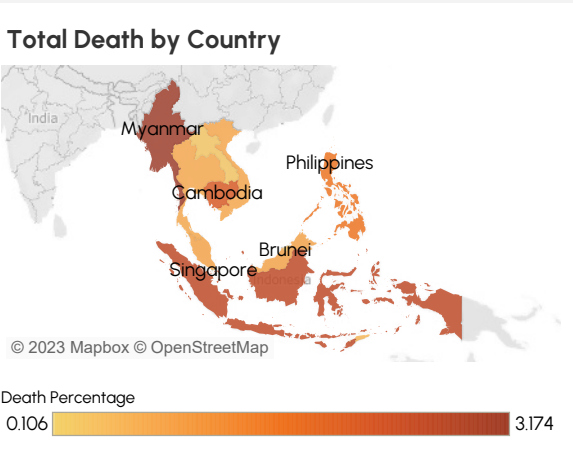 Total Death by Country
India
Myanmar
Philippines
Cambodia
Brunei
Singapore
Indonesia
© 2023 Mapbox © OpenStreetMap
Death Percentage
0.106 3.174